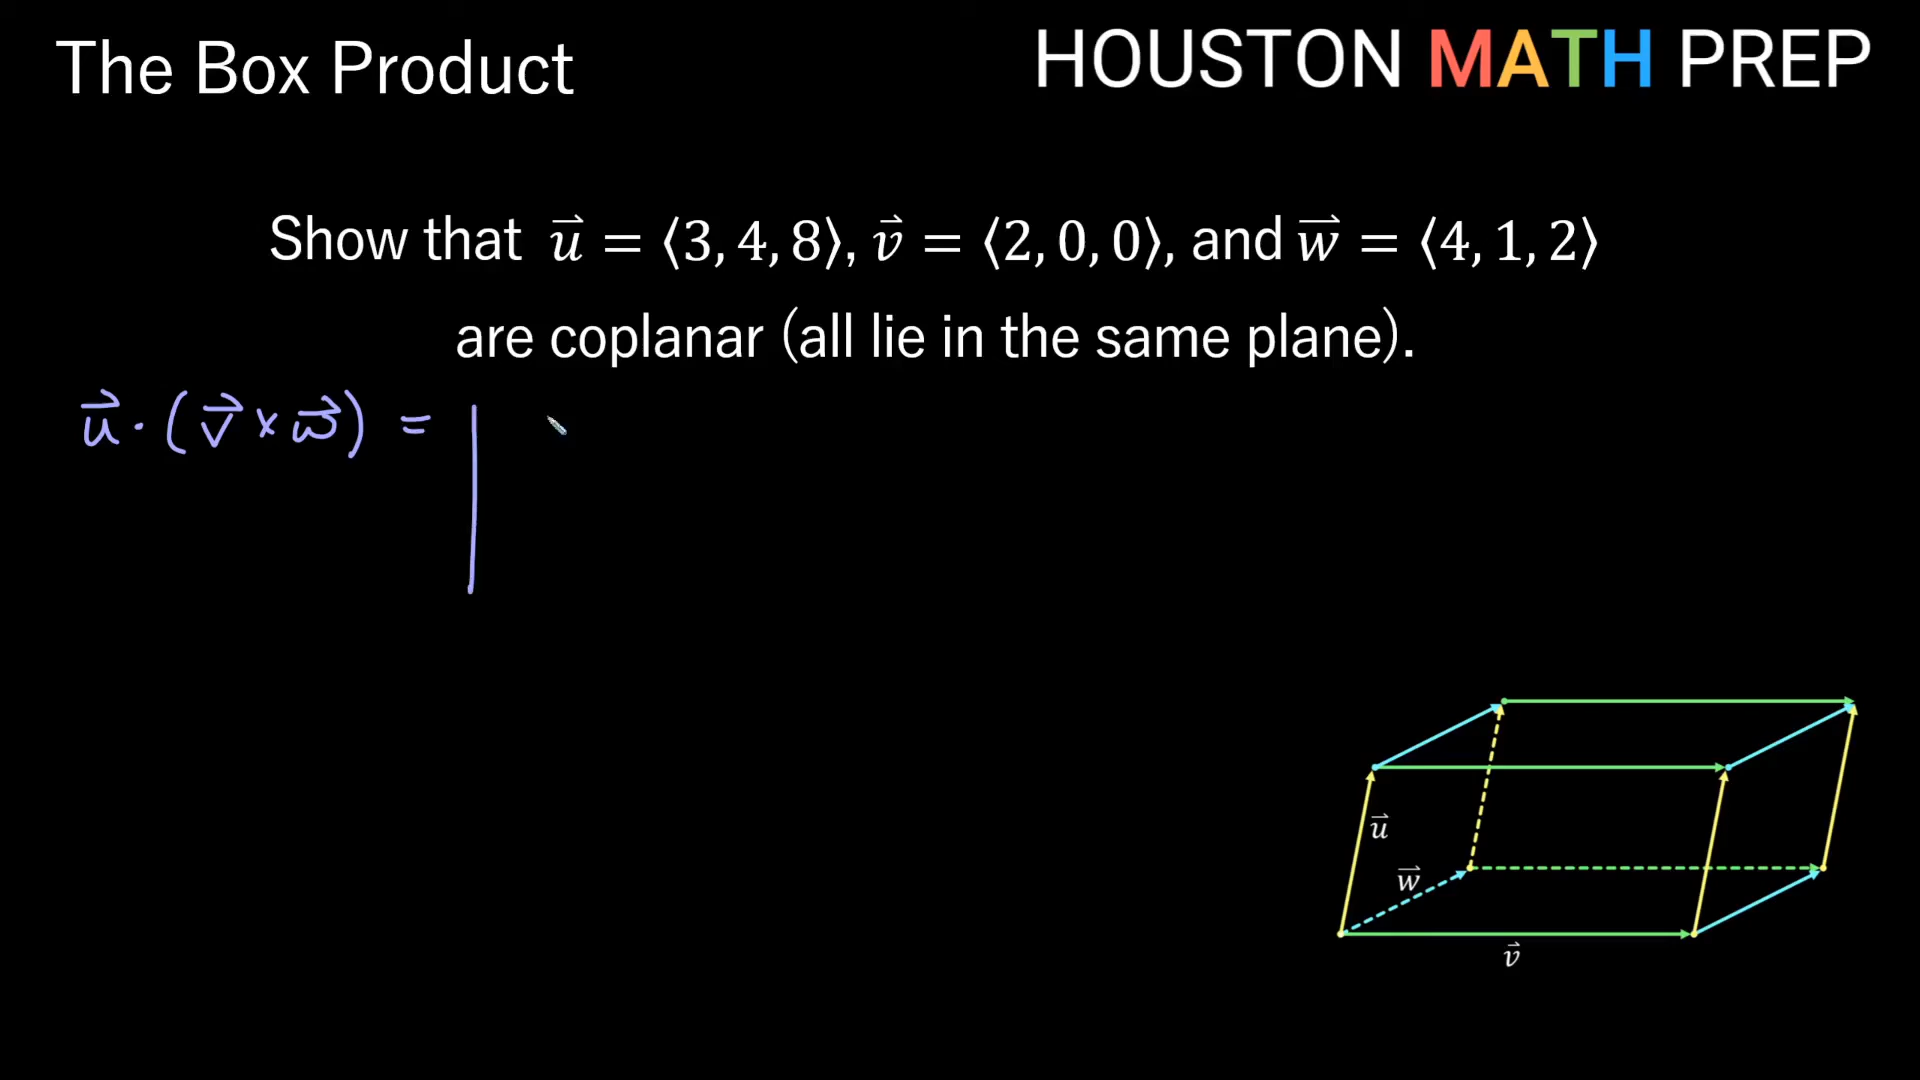 The Box Product
HOUSTON MATH PREP
Show that u⃗ = ⟨3, 4, 8⟩, v⃗ = ⟨2, 0, 0⟩, and w⃗ = ⟨4, 1, 2⟩
are coplanar (all lie in the same plane).
u⃗ · (v⃗ × w⃗) = |
u⃗
w⃗
v⃗